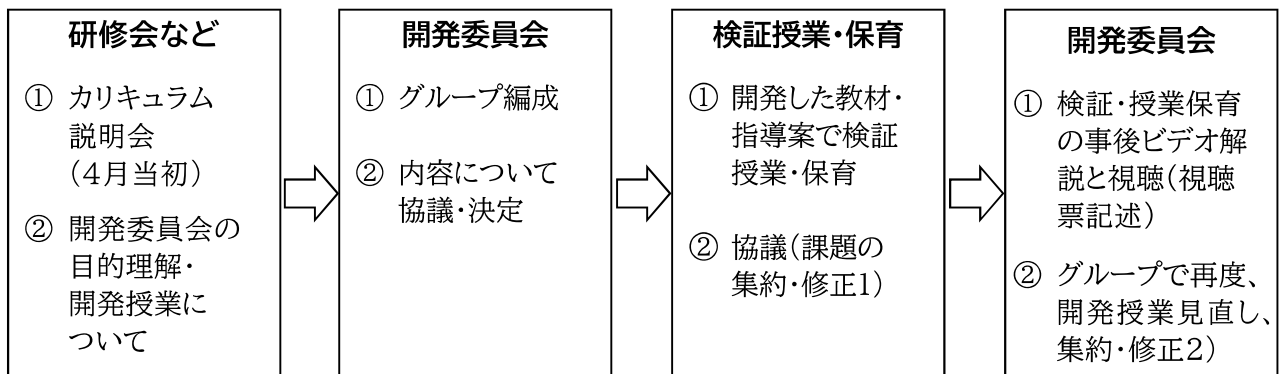 研修会など
① カリキュラム
説明会
（4月当初）
② 開発委員会の
目的理解・
開発授業に
ついて
開発委員会
① グループ編成
② 内容について
協議・決定
検証授業・保育
① 開発した教材・
指導案で検証
授業・保育
② 協議（課題の
集約・修正1）
開発委員会
① 検証・授業保育
の事後ビデオ解
説と視聴（視聴
票記述）
② グループで再度、
開発授業見直し、
集約・修正2）